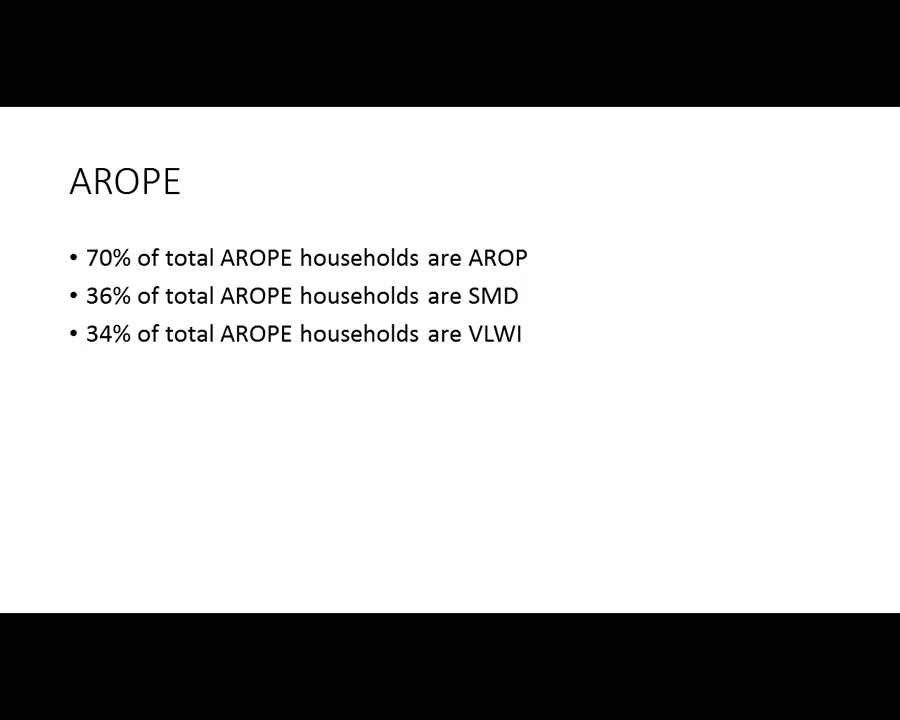 AROPE
• 70% of total AROPE households are AROP
• 36% of total AROPE households are SMD
• 34% of total AROPE households are VLWI